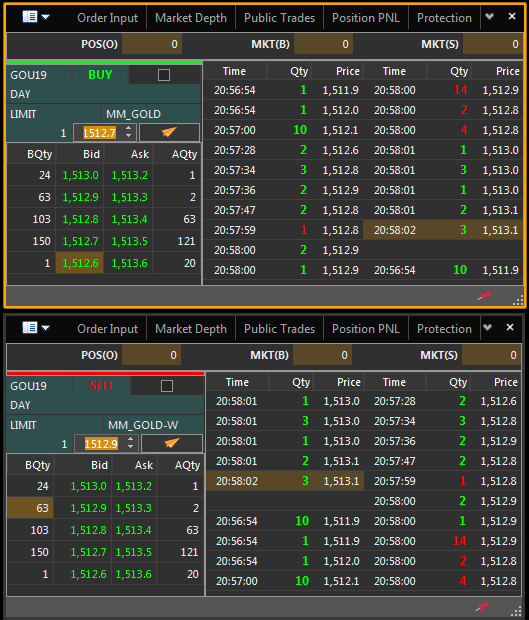 Order Input Market Depth Public Trades Position PNL Protection
POS(O) 0 MKT(B) 0 MKT(S) 0
GOU19 BUY
DAY
LIMIT MM_GOLD
1 1512.7
BQty Bid Ask AQty
24 1,513.0 1,513.2 1
63 1,512.9 1,513.3 2
103 1,512.8 1,513.4 63
150 1,512.7 1,513.5 121
1 1,512.6 1,513.6 20
Time Qty Price Time Qty Price
20:56:54 1 1,511.9 20:58:00 14 1,512.9
20:56:54 1 1,512.0 20:58:00 2 1,512.8
20:57:00 10 1,512.1 20:58:00 4 1,512.8
20:57:28 2 1,512.6 20:58:01 1 1,513.0
20:57:34 3 1,512.8 20:58:01 3 1,513.0
20:57:36 2 1,512.9 20:58:01 1 1,513.0
20:57:47 2 1,512.8 20:58:01 2 1,513.1
20:57:59 1 1,512.8 20:58:02 3 1,513.1
20:58:00 2 1,512.9
20:58:00 1 1,512.9 20:56:54 10 1,511.9
Order Input Market Depth Public Trades Position PNL Protection
POS(O) 0 MKT(B) 0 MKT(S) 0
GOU19 SELL
DAY
LIMIT MM_GOLD-W
1 1512.9
BQty Bid Ask AQty
24 1,513.0 1,513.2 1
63 1,512.9 1,513.3 2
103 1,512.8 1,513.4 63
150 1,512.7 1,513.5 121
1 1,512.6 1,513.6 20
Time Qty Price Time Qty Price
20:58:01 1 1,513.0 20:57:28 2 1,512.6
20:58:01 3 1,513.0 20:57:34 3 1,512.8
20:58:01 1 1,513.0 20:57:36 2 1,512.9
20:58:01 2 1,513.1 20:57:47 2 1,512.8
20:58:02 3 1,513.1 20:57:59 1 1,512.8
20:58:00 2 1,512.9
20:56:54 10 1,511.9 20:58:00 1 1,512.9
20:56:54 1 1,511.9 20:58:00 14 1,512.9
20:56:54 1 1,512.0 20:58:00 2 1,512.8
20:57:00 10 1,512.1 20:58:00 4 1,512.8